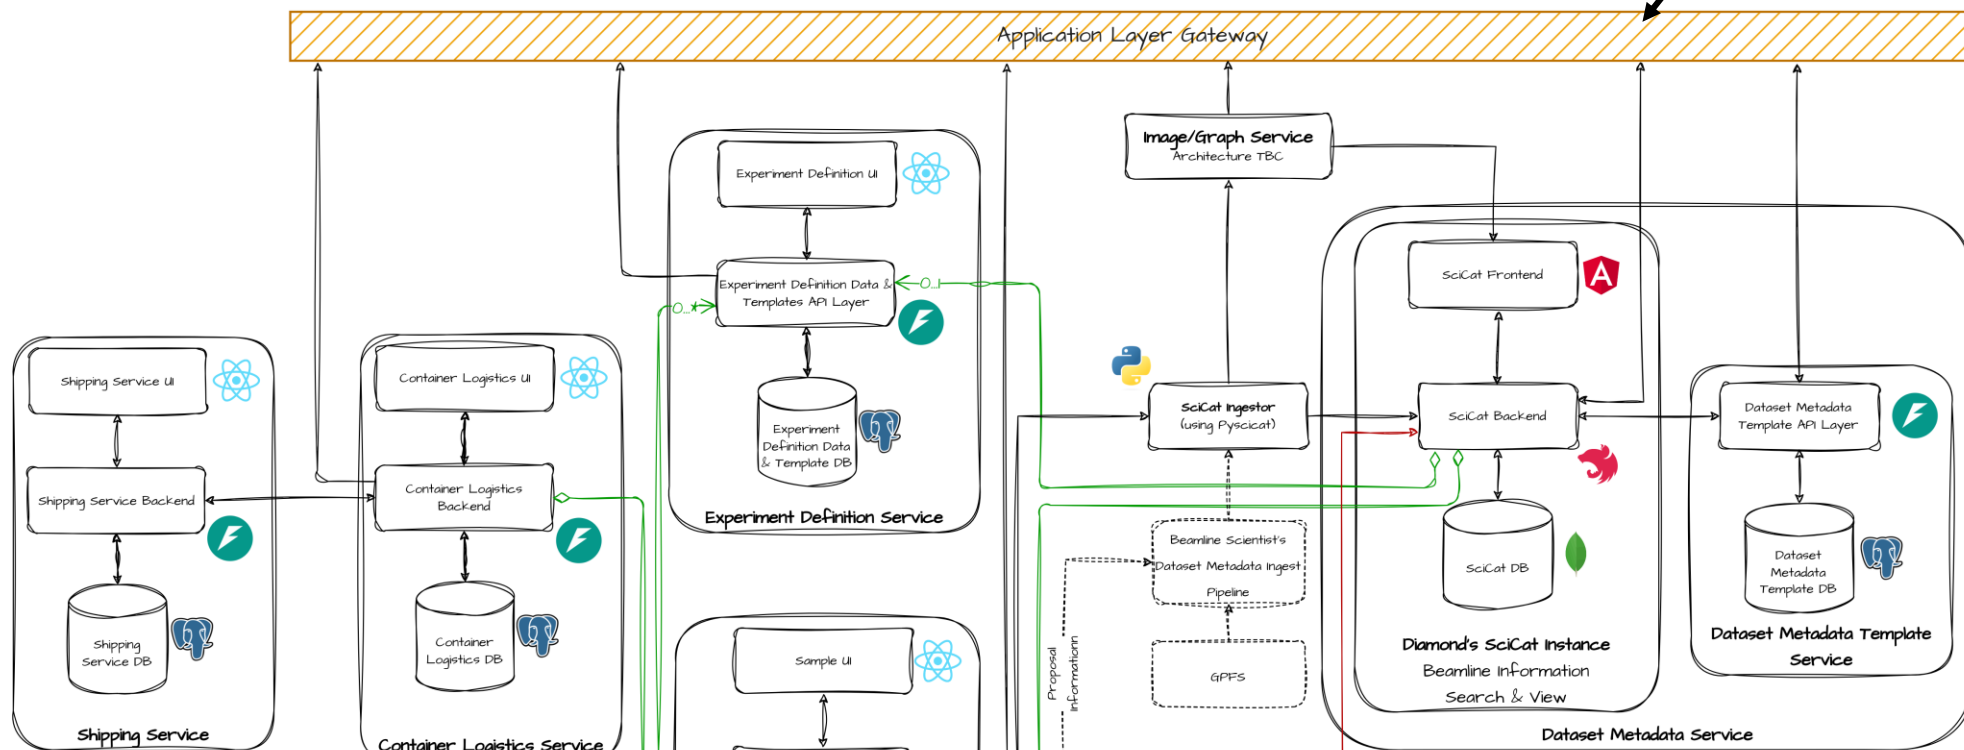 Application Layer Gateway
Image/Graph Service
Architecture TBC
Experiment Definition UI
Experiment Definition Data &
Templates API Layer
0...1
0...*
Experiment
Definition Data
& Template DB
Experiment Definition Service
SciCat Frontend
Shipping Service UI
Container Logistics UI
SciCat Ingestor
(using Pyscicat)
SciCat Backend
Dataset Metadata
Template API Layer
Shipping Service Backend
Container Logistics
Backend
Beamline Scientist's
Dataset Metadata Ingest
Pipeline
SciCat DB
Dataset
Metadata
Template DB
Shipping
Service DB
Container
Logistics DB
Sample UI
Proposal
Informationn
GPFS
Diamond's SciCat Instance
Beamline Information
Search & View
Dataset Metadata Template
Service
Shipping Service
Container Logistics Service
Dataset Metadata Service